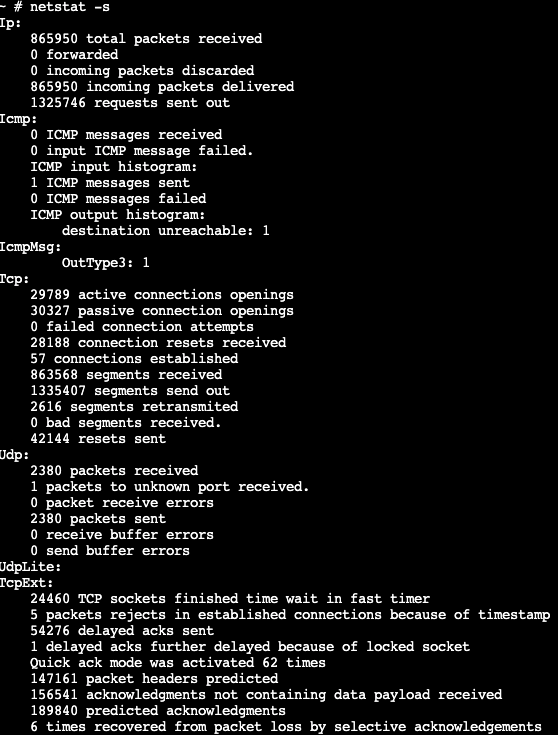 ~ # netstat -s
Ip:
    865950 total packets received
    0 forwarded
    0 incoming packets discarded
    865950 incoming packets delivered
    1325746 requests sent out
Icmp:
    0 ICMP messages received
    0 input ICMP message failed.
    ICMP input histogram:
    1 ICMP messages sent
    0 ICMP messages failed
    ICMP output histogram:
        destination unreachable: 1
IcmpMsg:
        OutType3: 1
Tcp:
    29789 active connections openings
    30327 passive connection openings
    0 failed connection attempts
    28188 connection resets received
    57 connections established
    863568 segments received
    1335407 segments send out
    2616 segments retransmited
    0 bad segments received.
    42144 resets sent
Udp:
    2380 packets received
    1 packets to unknown port received.
    0 packet receive errors
    2380 packets sent
    0 receive buffer errors
    0 send buffer errors
UdpLite:
TcpExt:
    24460 TCP sockets finished time wait in fast timer
    5 packets rejects in established connections because of timestamp
    54276 delayed acks sent
    1 delayed acks further delayed because of locked socket
    Quick ack mode was activated 62 times
    147161 packet headers predicted
    156541 acknowledgments not containing data payload received
    189840 predicted acknowledgments
    6 times recovered from packet loss by selective acknowledgements